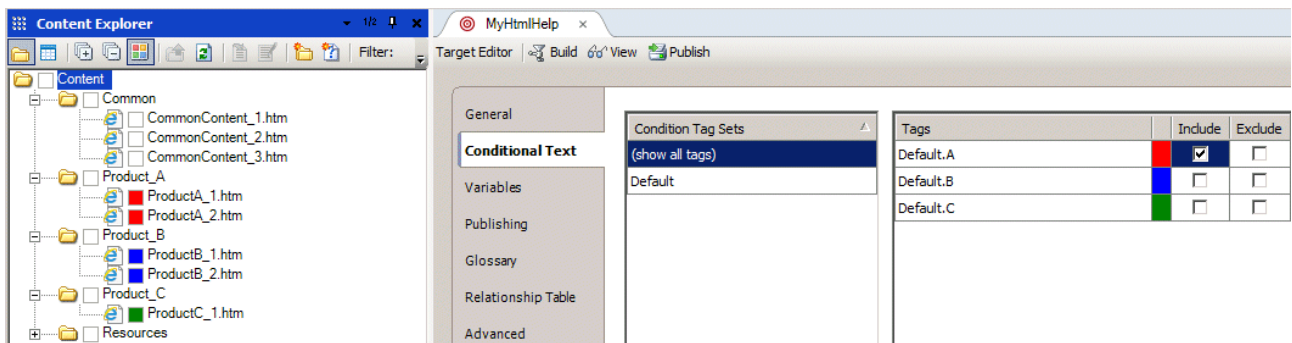 Content Explorer 1/2
Filter:
Content
Common
CommonContent_1.htm
CommonContent_2.htm
CommonContent_3.htm
Product_A
ProductA_1.htm
ProductA_2.htm
Product_B
ProductB_1.htm
ProductB_2.htm
Product_C
ProductC_1.htm
Resources
MyHtmlHelp
Target Editor Build View Publish
General
Conditional Text
Variables
Publishing
Glossary
Relationship Table
Advanced
Condition Tag Sets
(show all tags)
Default
Tags Include Exclude
Default.A
Default.B
Default.C